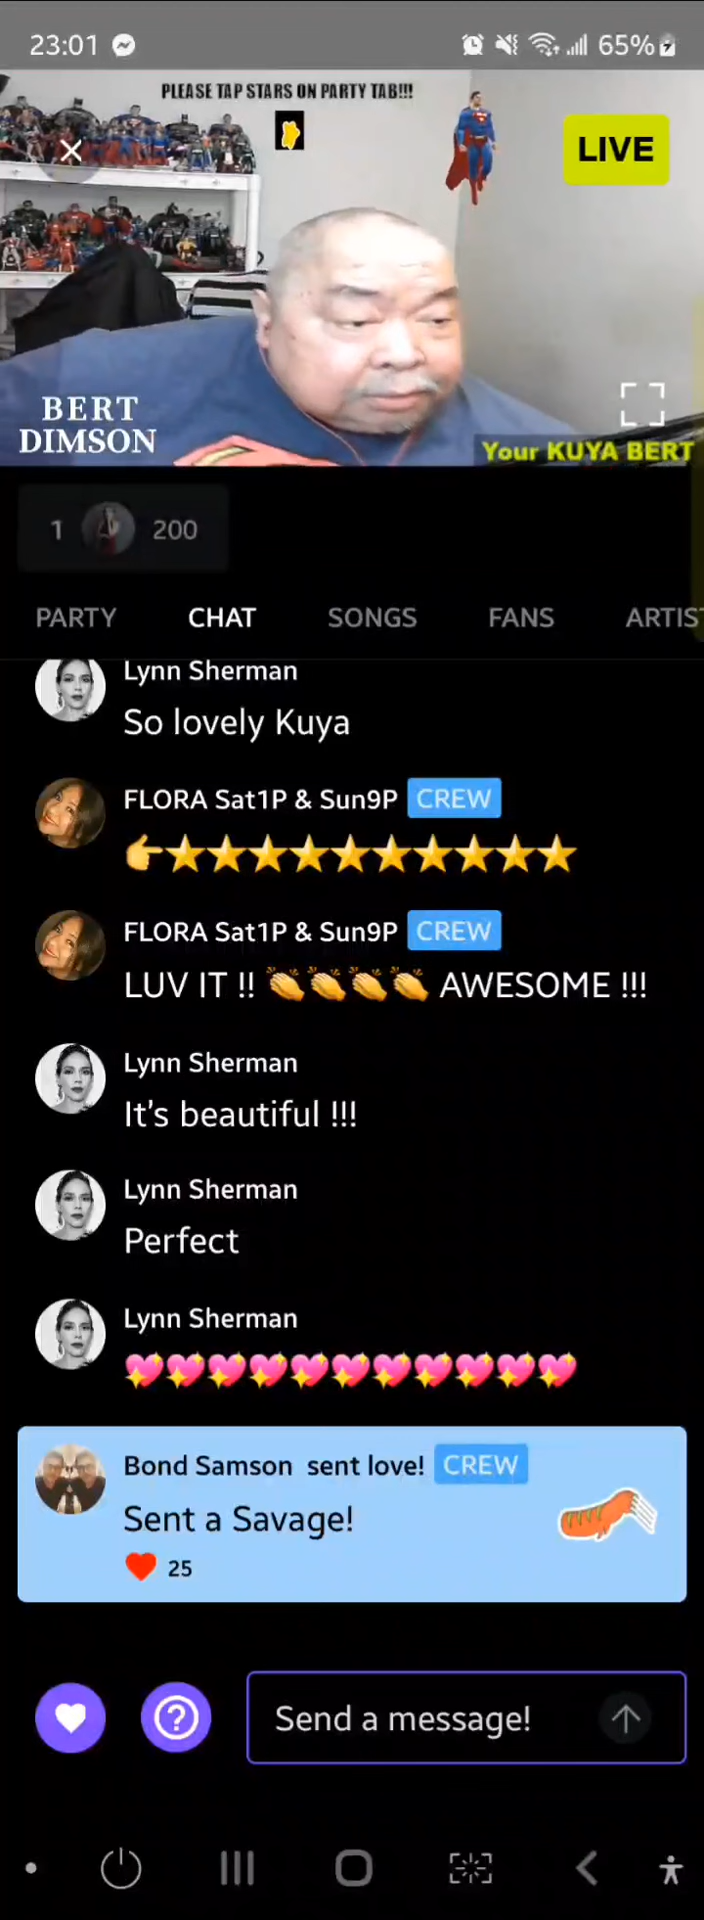 23:01
65%
PLEASE TAP STARS ON PARTY TAB!!!
LIVE
BERT
DIMSON
Your KUYA BERT
1 200
PARTY CHAT SONGS FANS ARTIS
Lynn Sherman
So lovely Kuya
FLORA Sat1P & Sun9P CREW
👉⭐⭐⭐⭐⭐⭐⭐⭐⭐⭐
FLORA Sat1P & Sun9P CREW
LUV IT !! 👏👏👏👏 AWESOME !!!
Lynn Sherman
It's beautiful !!!
Lynn Sherman
Perfect
Lynn Sherman
💖💖💖💖💖💖💖💖💖💖💖
Bond Samson sent love! CREW
Sent a Savage!
❤️ 25
Send a message!